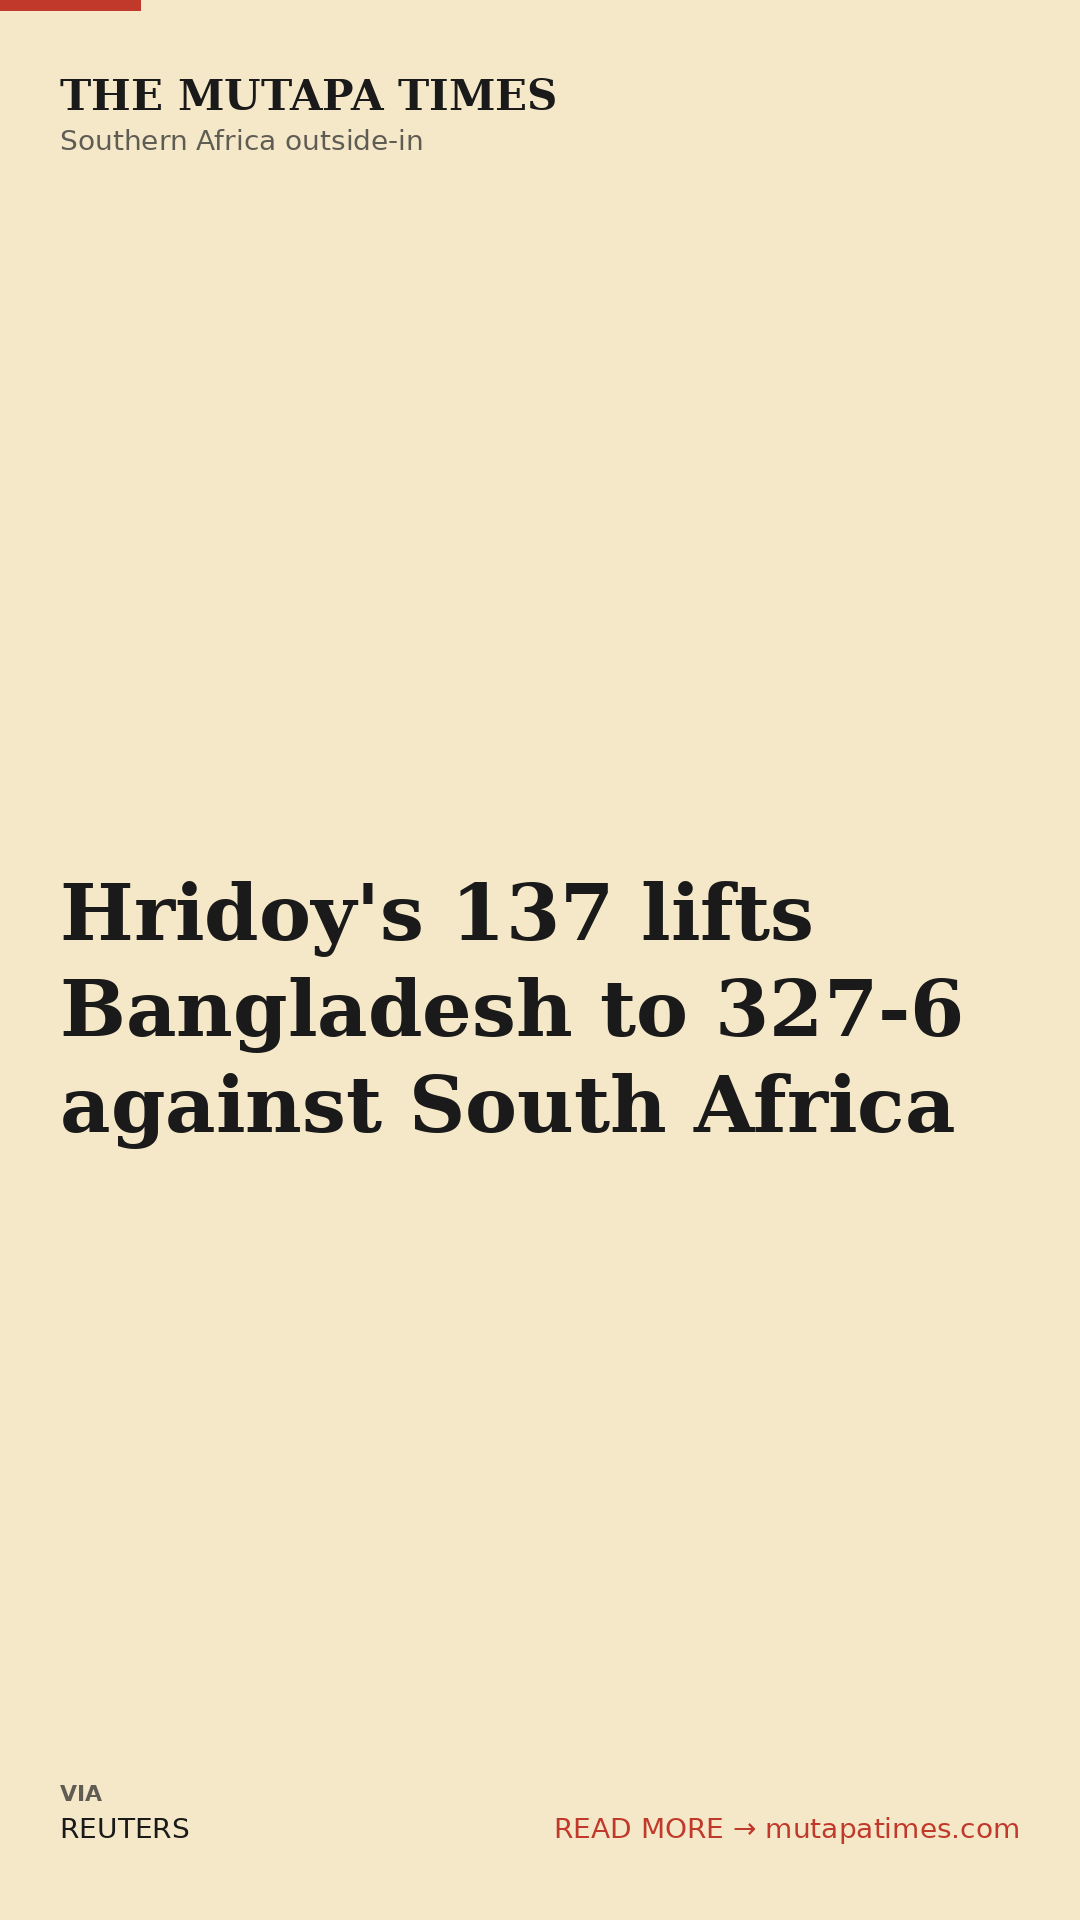 THE MUTAPA TIMES
Southern Africa outside-in
Hridoy's 137 lifts
Bangladesh to 327-6
against South Africa
VIA
REUTERS
READ MORE → mutapatimes.com